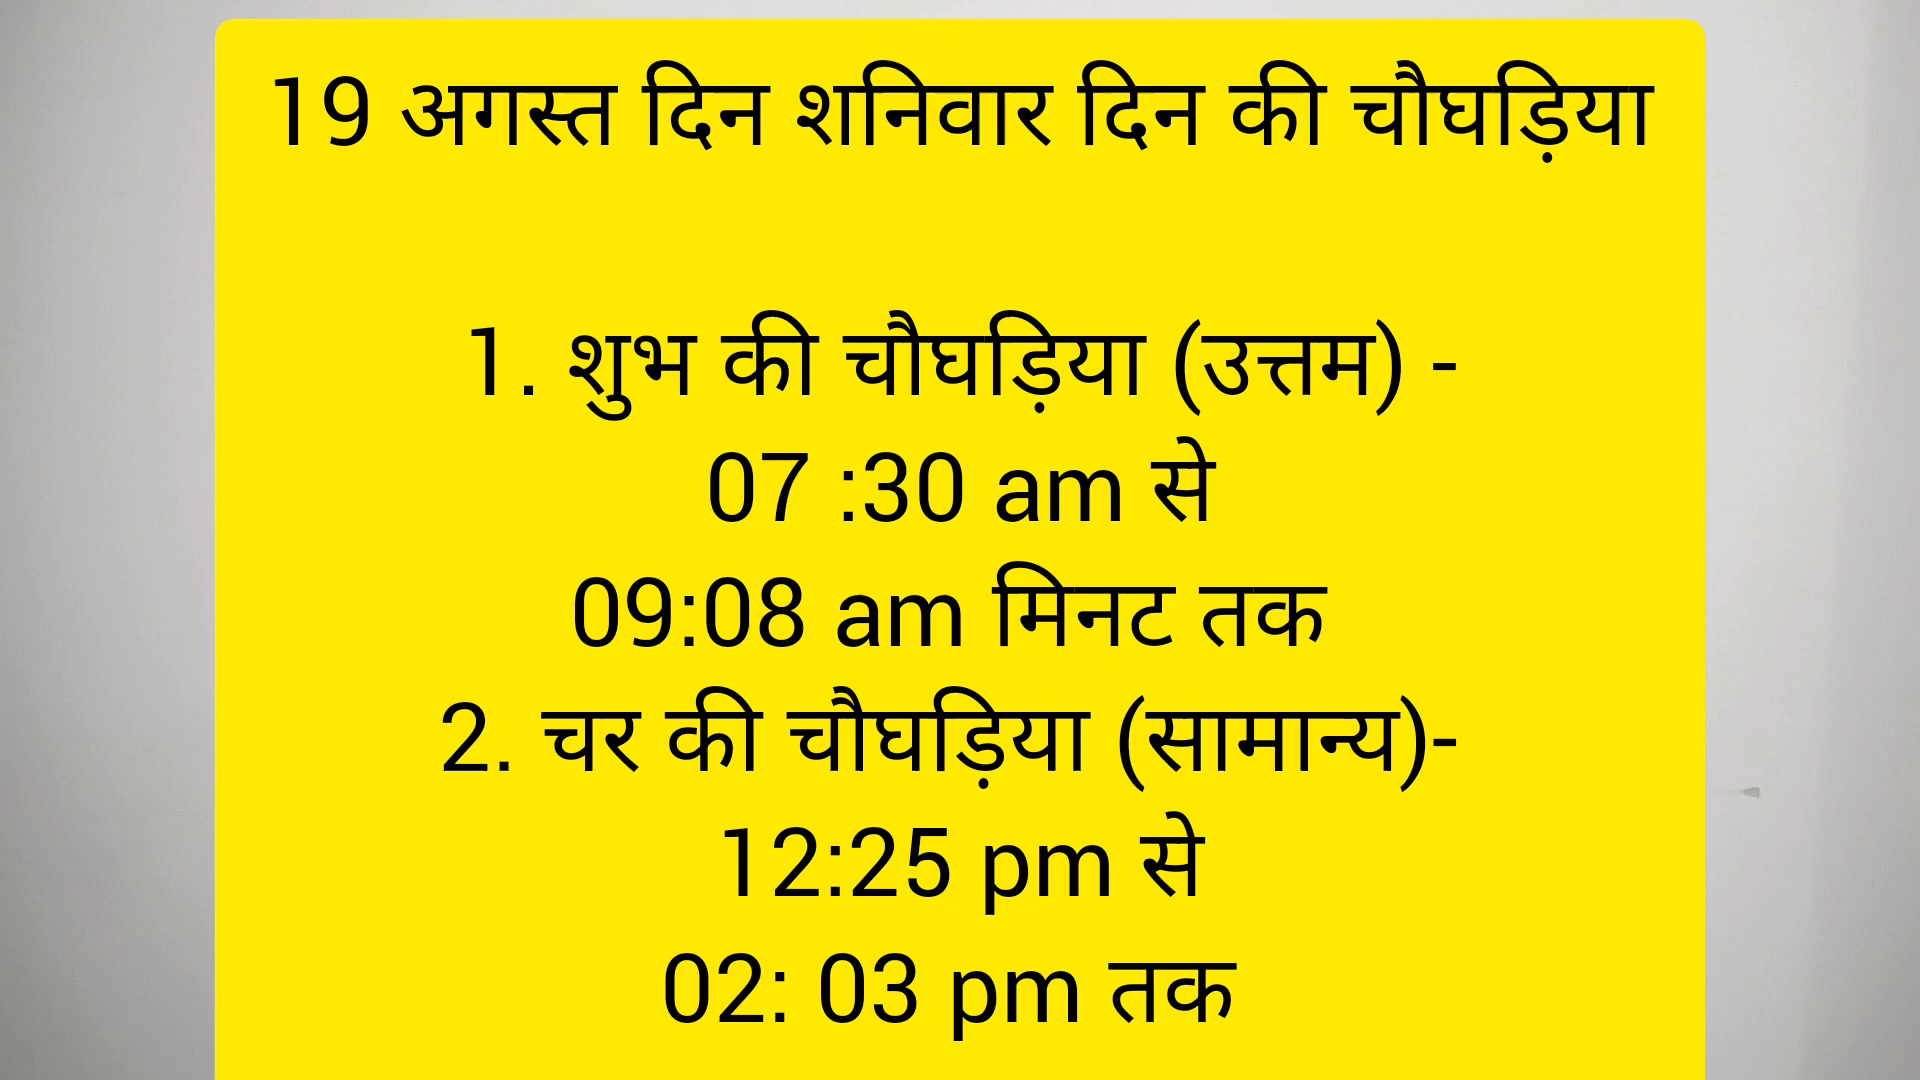 19 अगस्त दिन शनिवार दिन की चौघड़िया
1. शुभ की चौघड़िया (उत्तम) -
07 :30 am से
09:08 am मिनट तक
2. चर की चौघड़िया (सामान्य)-
12:25 pm से
02: 03 pm तक